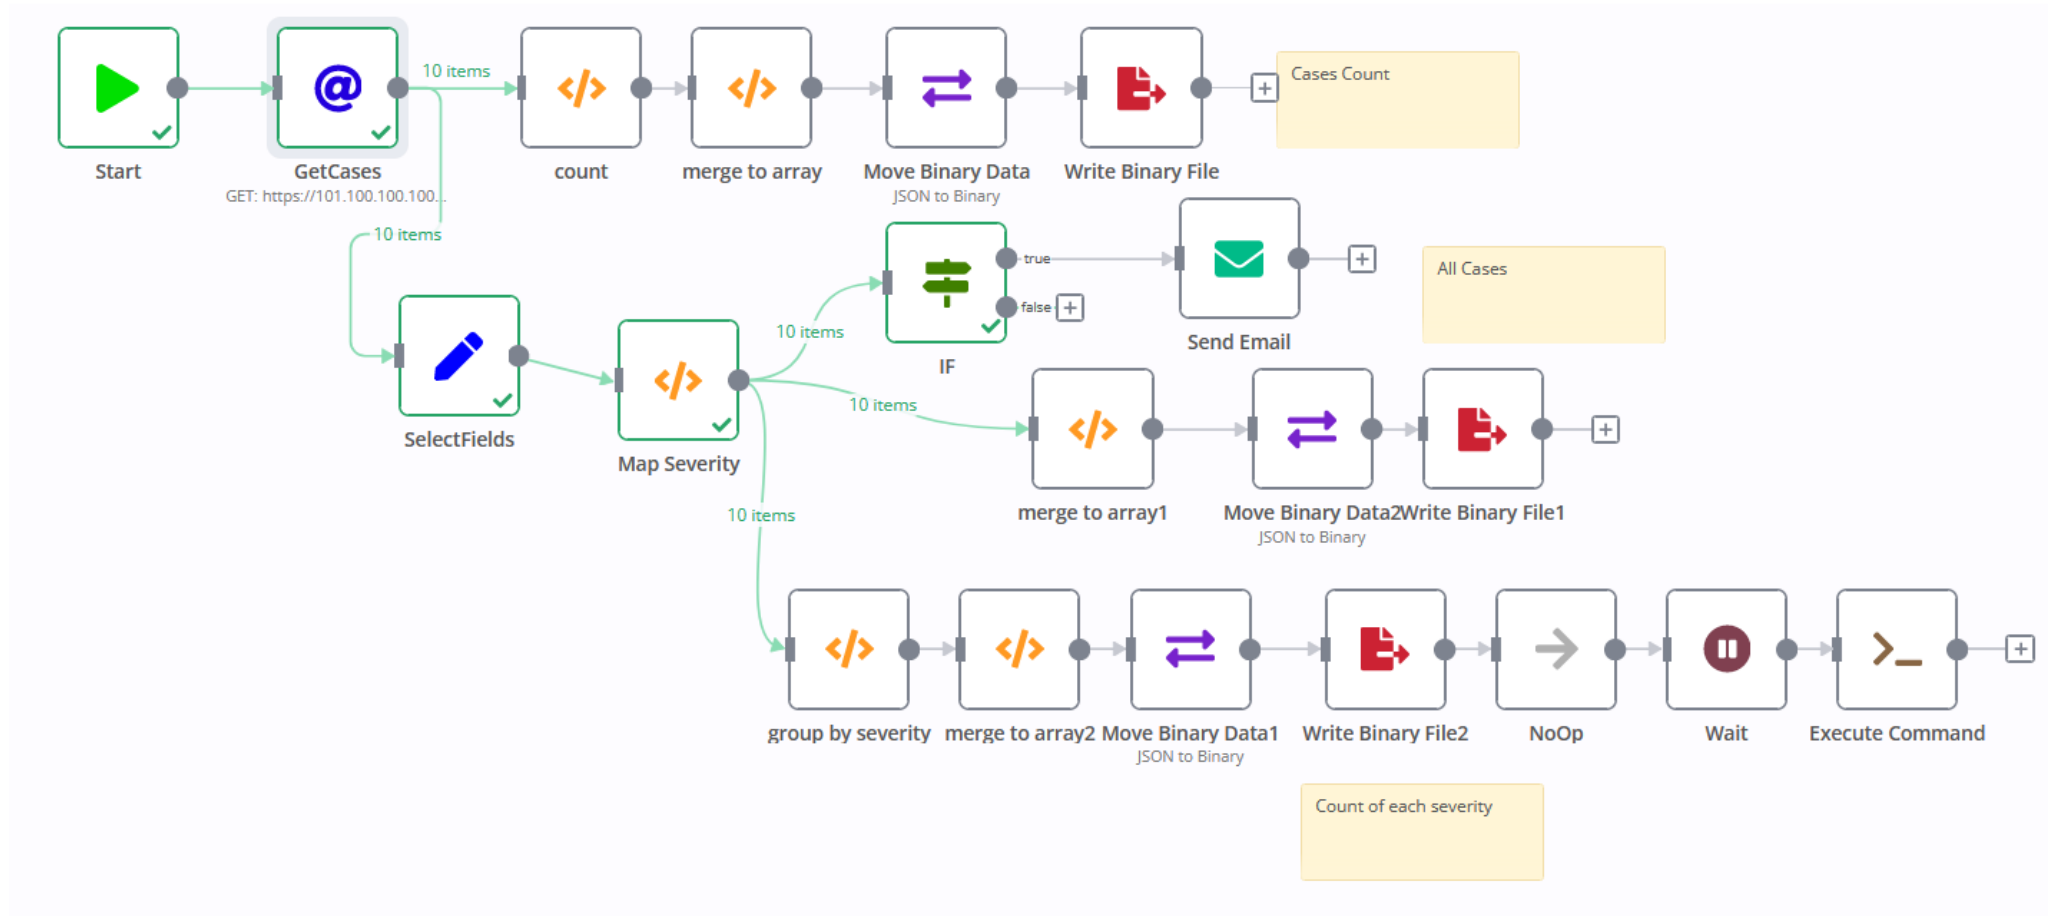 10 items
Cases Count
Start
GetCases
count
merge to array
Move Binary Data
Write Binary File
GET: https://101.100.100.100...
JSON to Binary
10 items
true
All Cases
false
10 items
Send Email
IF
10 items
SelectFields
Map Severity
merge to array1
Move Binary Data2
Write Binary File1
JSON to Binary
10 items
group by severity
merge to array2
Move Binary Data1
Write Binary File2
NoOp
Wait
Execute Command
JSON to Binary
Count of each severity